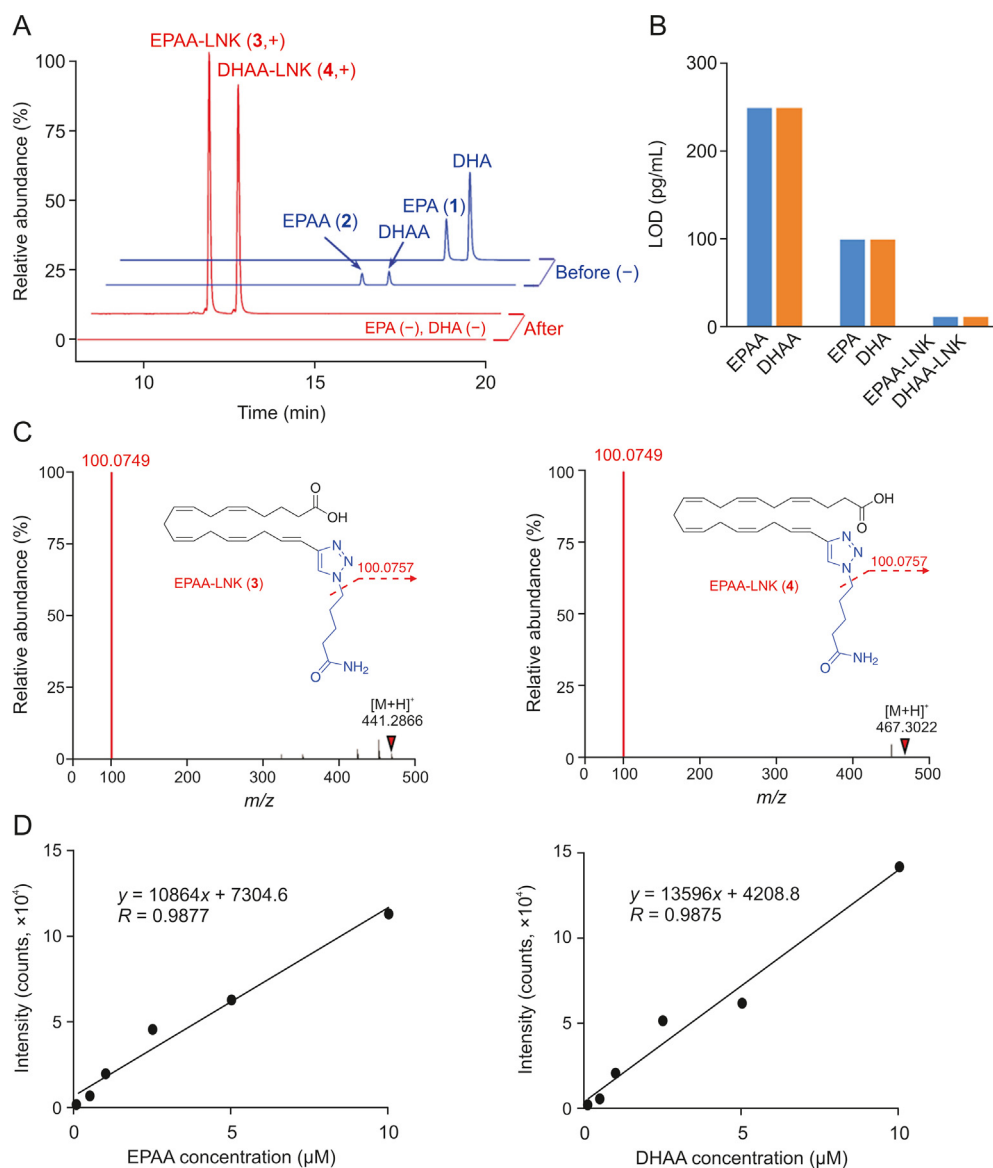 A
EPAA-LNK (3,+)
DHAA-LNK (4,+)
DHA
EPA (1)
EPAA (2)
DHAA
Before (−)
EPA (−), DHA (−)
After
Relative abundance (%)
100
75
50
25
0
10
15
20
Time (min)
B
LOD (pg/mL)
300
200
100
0
EPAA
DHAA
EPA
DHA
EPAA-LNK
DHAA-LNK
C
100.0749
Relative abundance (%)
100
75
50
25
0
O
OH
N
N
N
100.0757
EPAA-LNK (3)
NH2
O
[M+H]+
441.2866
0
100
200
300
400
500
m/z
100.0749
Relative abundance (%)
100
75
50
25
0
OH
O
N
N
N
100.0757
EPAA-LNK (4)
NH2
O
[M+H]+
467.3022
0
100
200
300
400
500
m/z
D
Intensity (counts, ×10⁴)
15
10
5
0
y = 10864x + 7304.6
R = 0.9877
0
5
10
EPAA concentration (µM)
Intensity (counts, ×10⁴)
15
10
5
0
y = 13596x + 4208.8
R = 0.9875
0
5
10
DHAA concentration (µM)